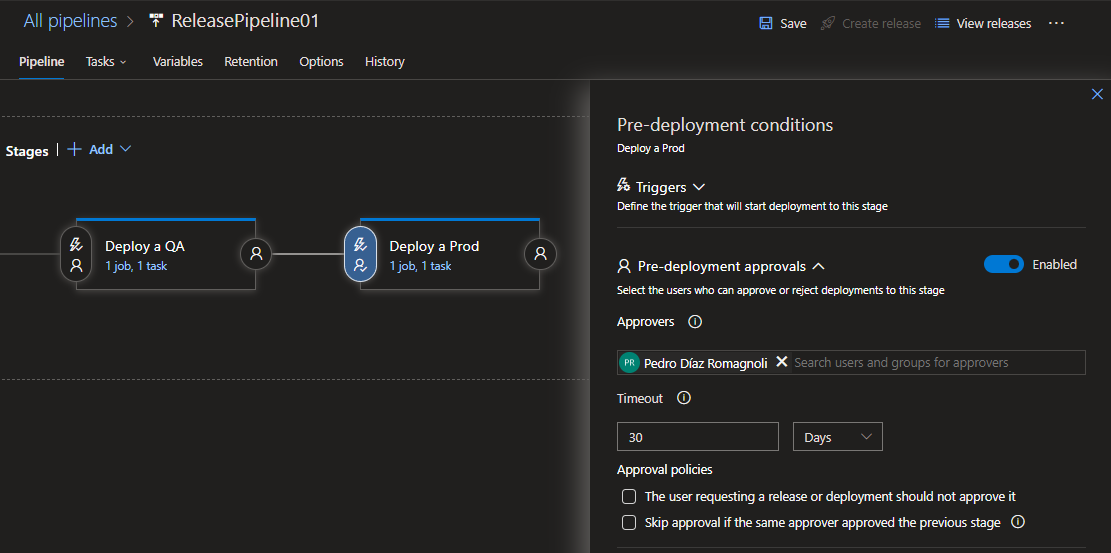 All pipelines > ReleasePipeline01
Save Create release View releases ...
Pipeline Tasks Variables Retention Options History
Stages | + Add
Deploy a QA
1 job, 1 task
Deploy a Prod
1 job, 1 task
Pre-deployment conditions
Deploy a Prod
Triggers
Define the trigger that will start deployment to this stage
Pre-deployment approvals
Enabled
Select the users who can approve or reject deployments to this stage
Approvers
PR Pedro Díaz Romagnoli Search users and groups for approvers
Timeout
30 Days
Approval policies
The user requesting a release or deployment should not approve it
Skip approval if the same approver approved the previous stage